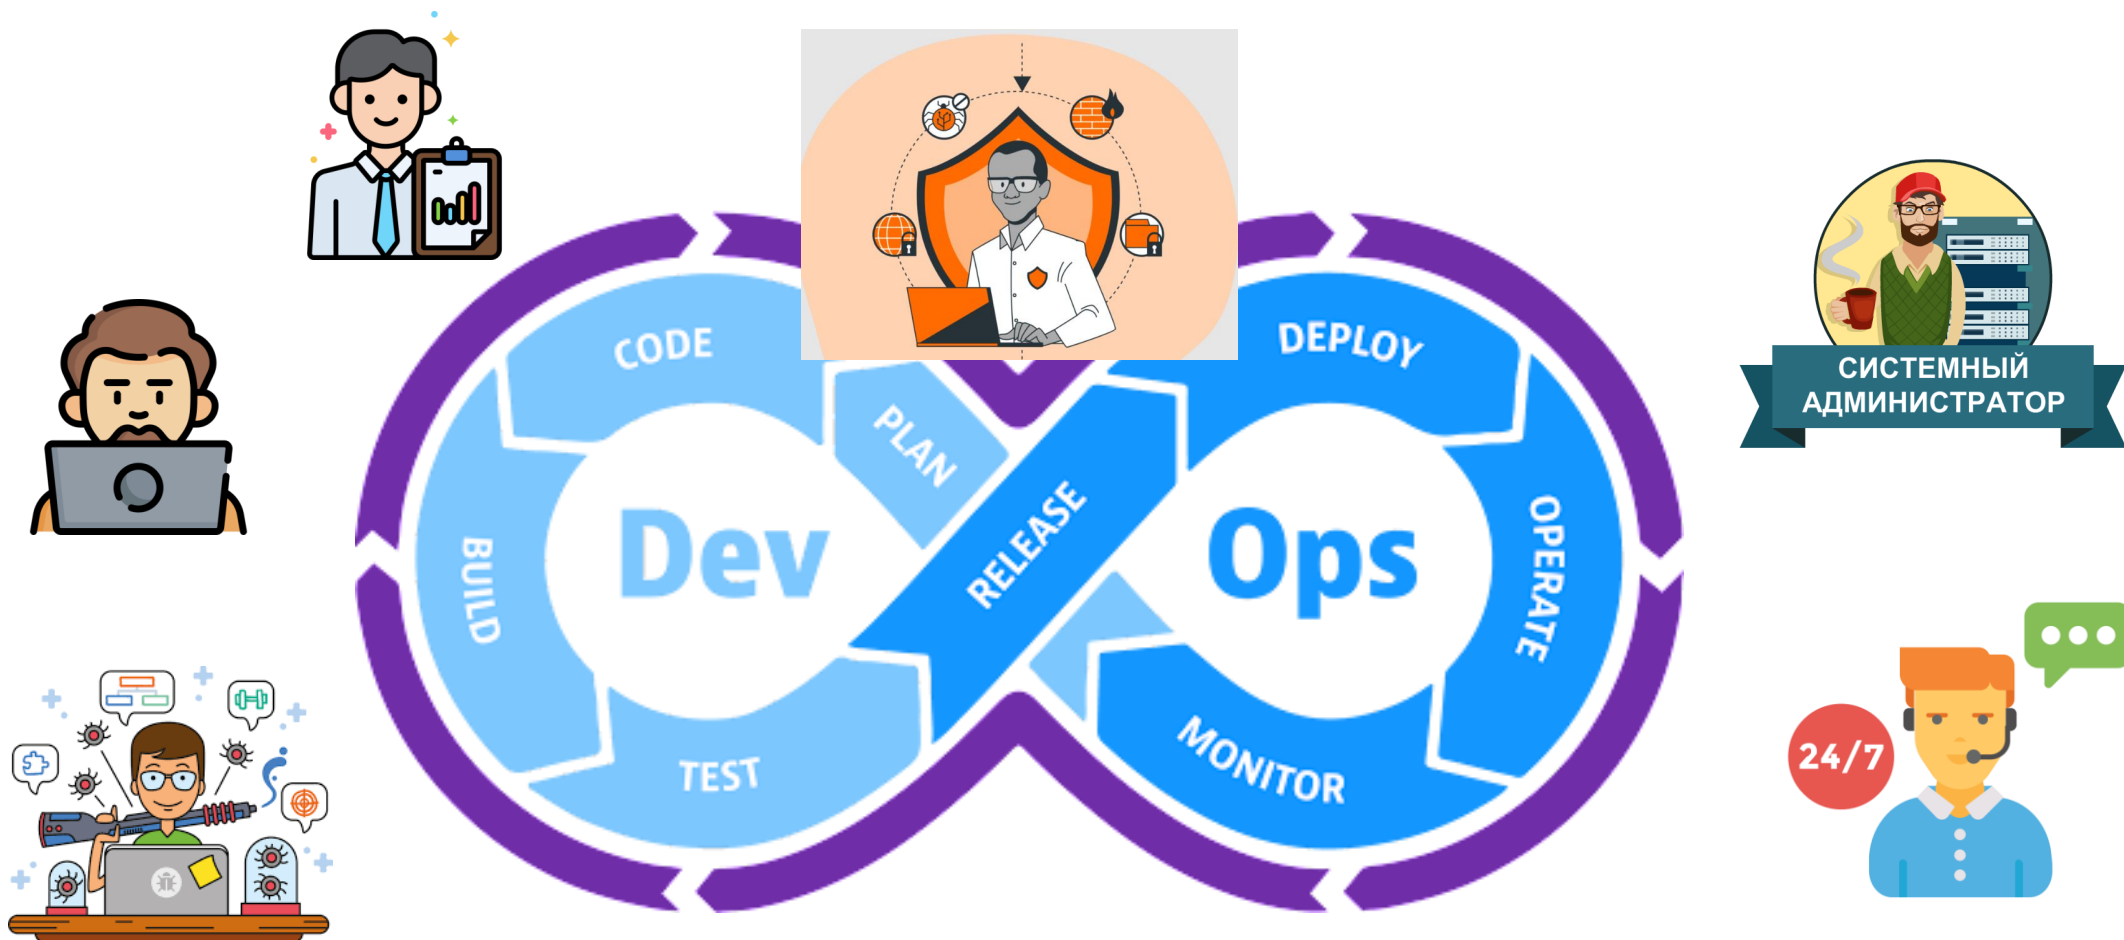 CODE
PLAN
BUILD
TEST
Dev
RELEASE
Ops
DEPLOY
OPERATE
MONITOR
СИСТЕМНЫЙ
АДМИНИСТРАТОР
24/7